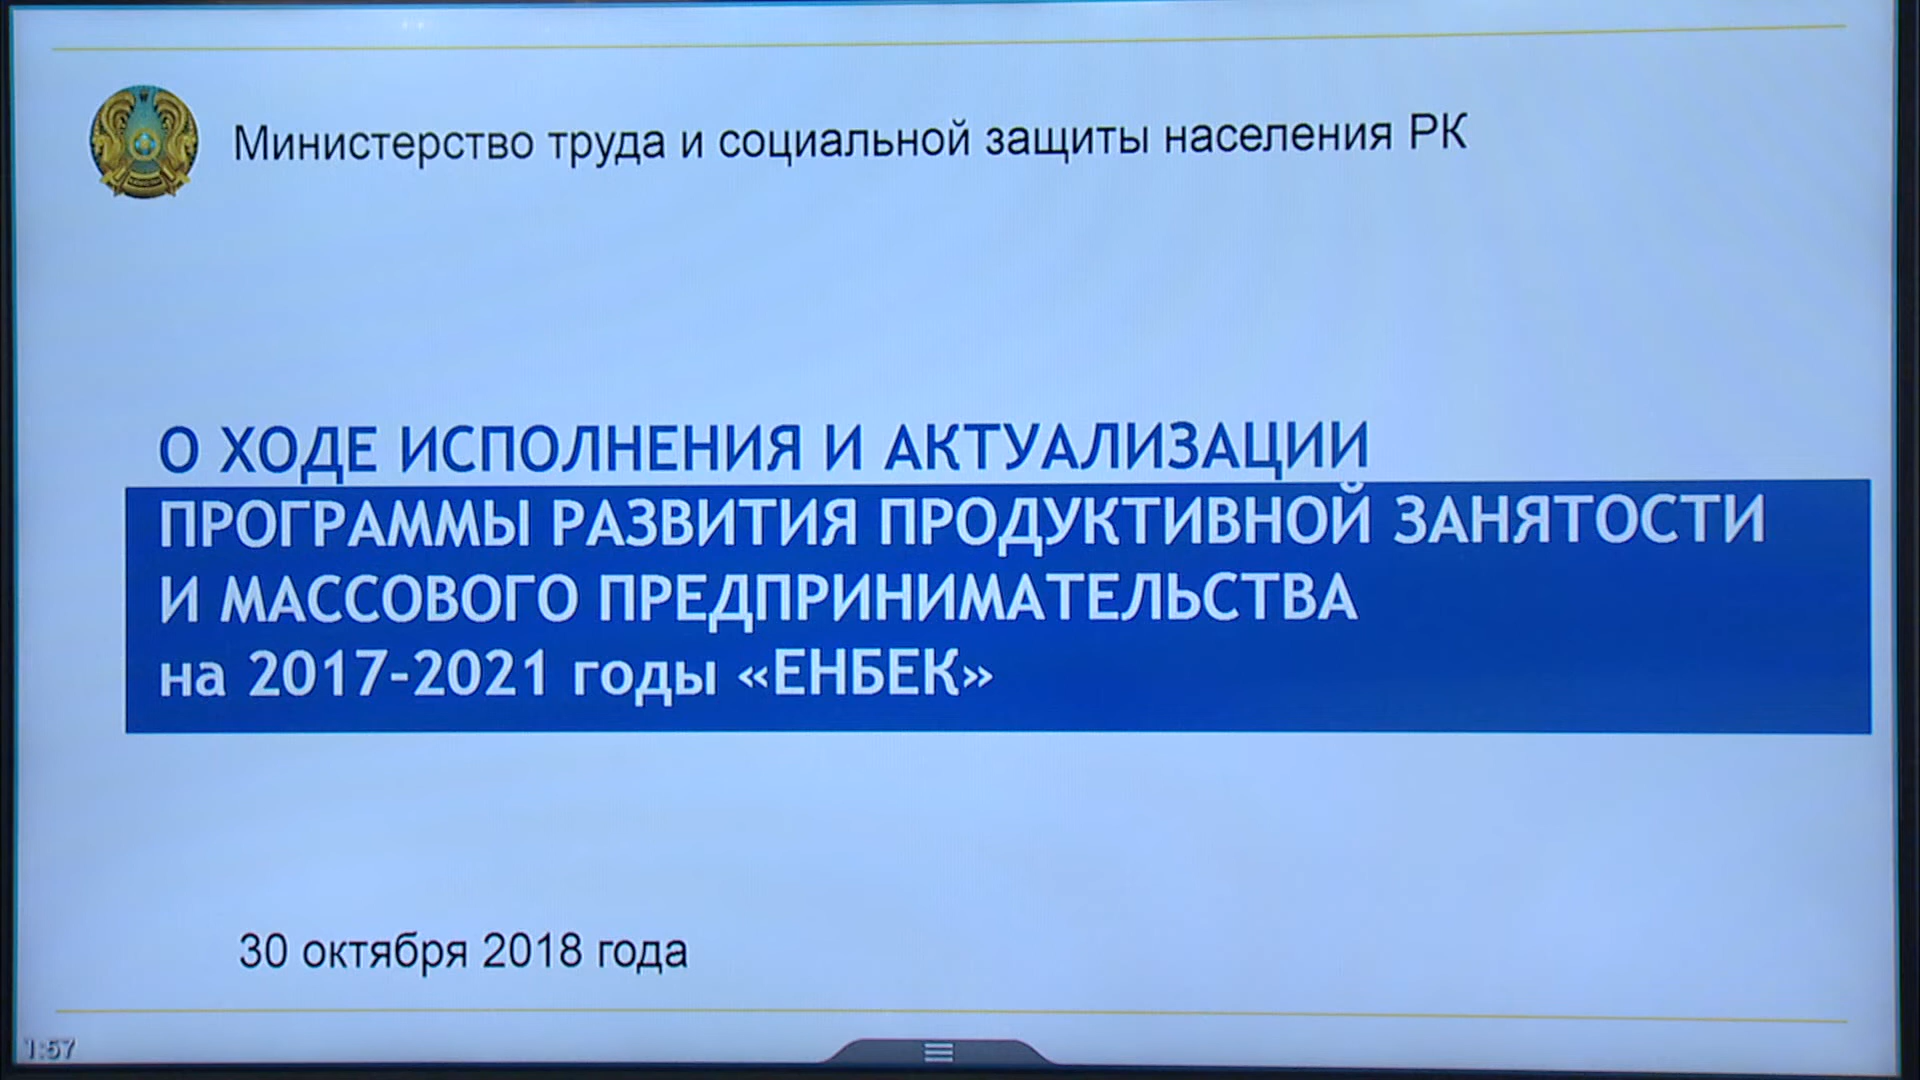 Министерство труда и социальной защиты населения РК
О ХОДЕ ИСПОЛНЕНИЯ И АКТУАЛИЗАЦИИ
ПРОГРАММЫ РАЗВИТИЯ ПРОДУКТИВНОЙ ЗАНЯТОСТИ
И МАССОВОГО ПРЕДПРИНИМАТЕЛЬСТВА
на 2017-2021 годы «ЕНБЕК»
30 октября 2018 года
1:57